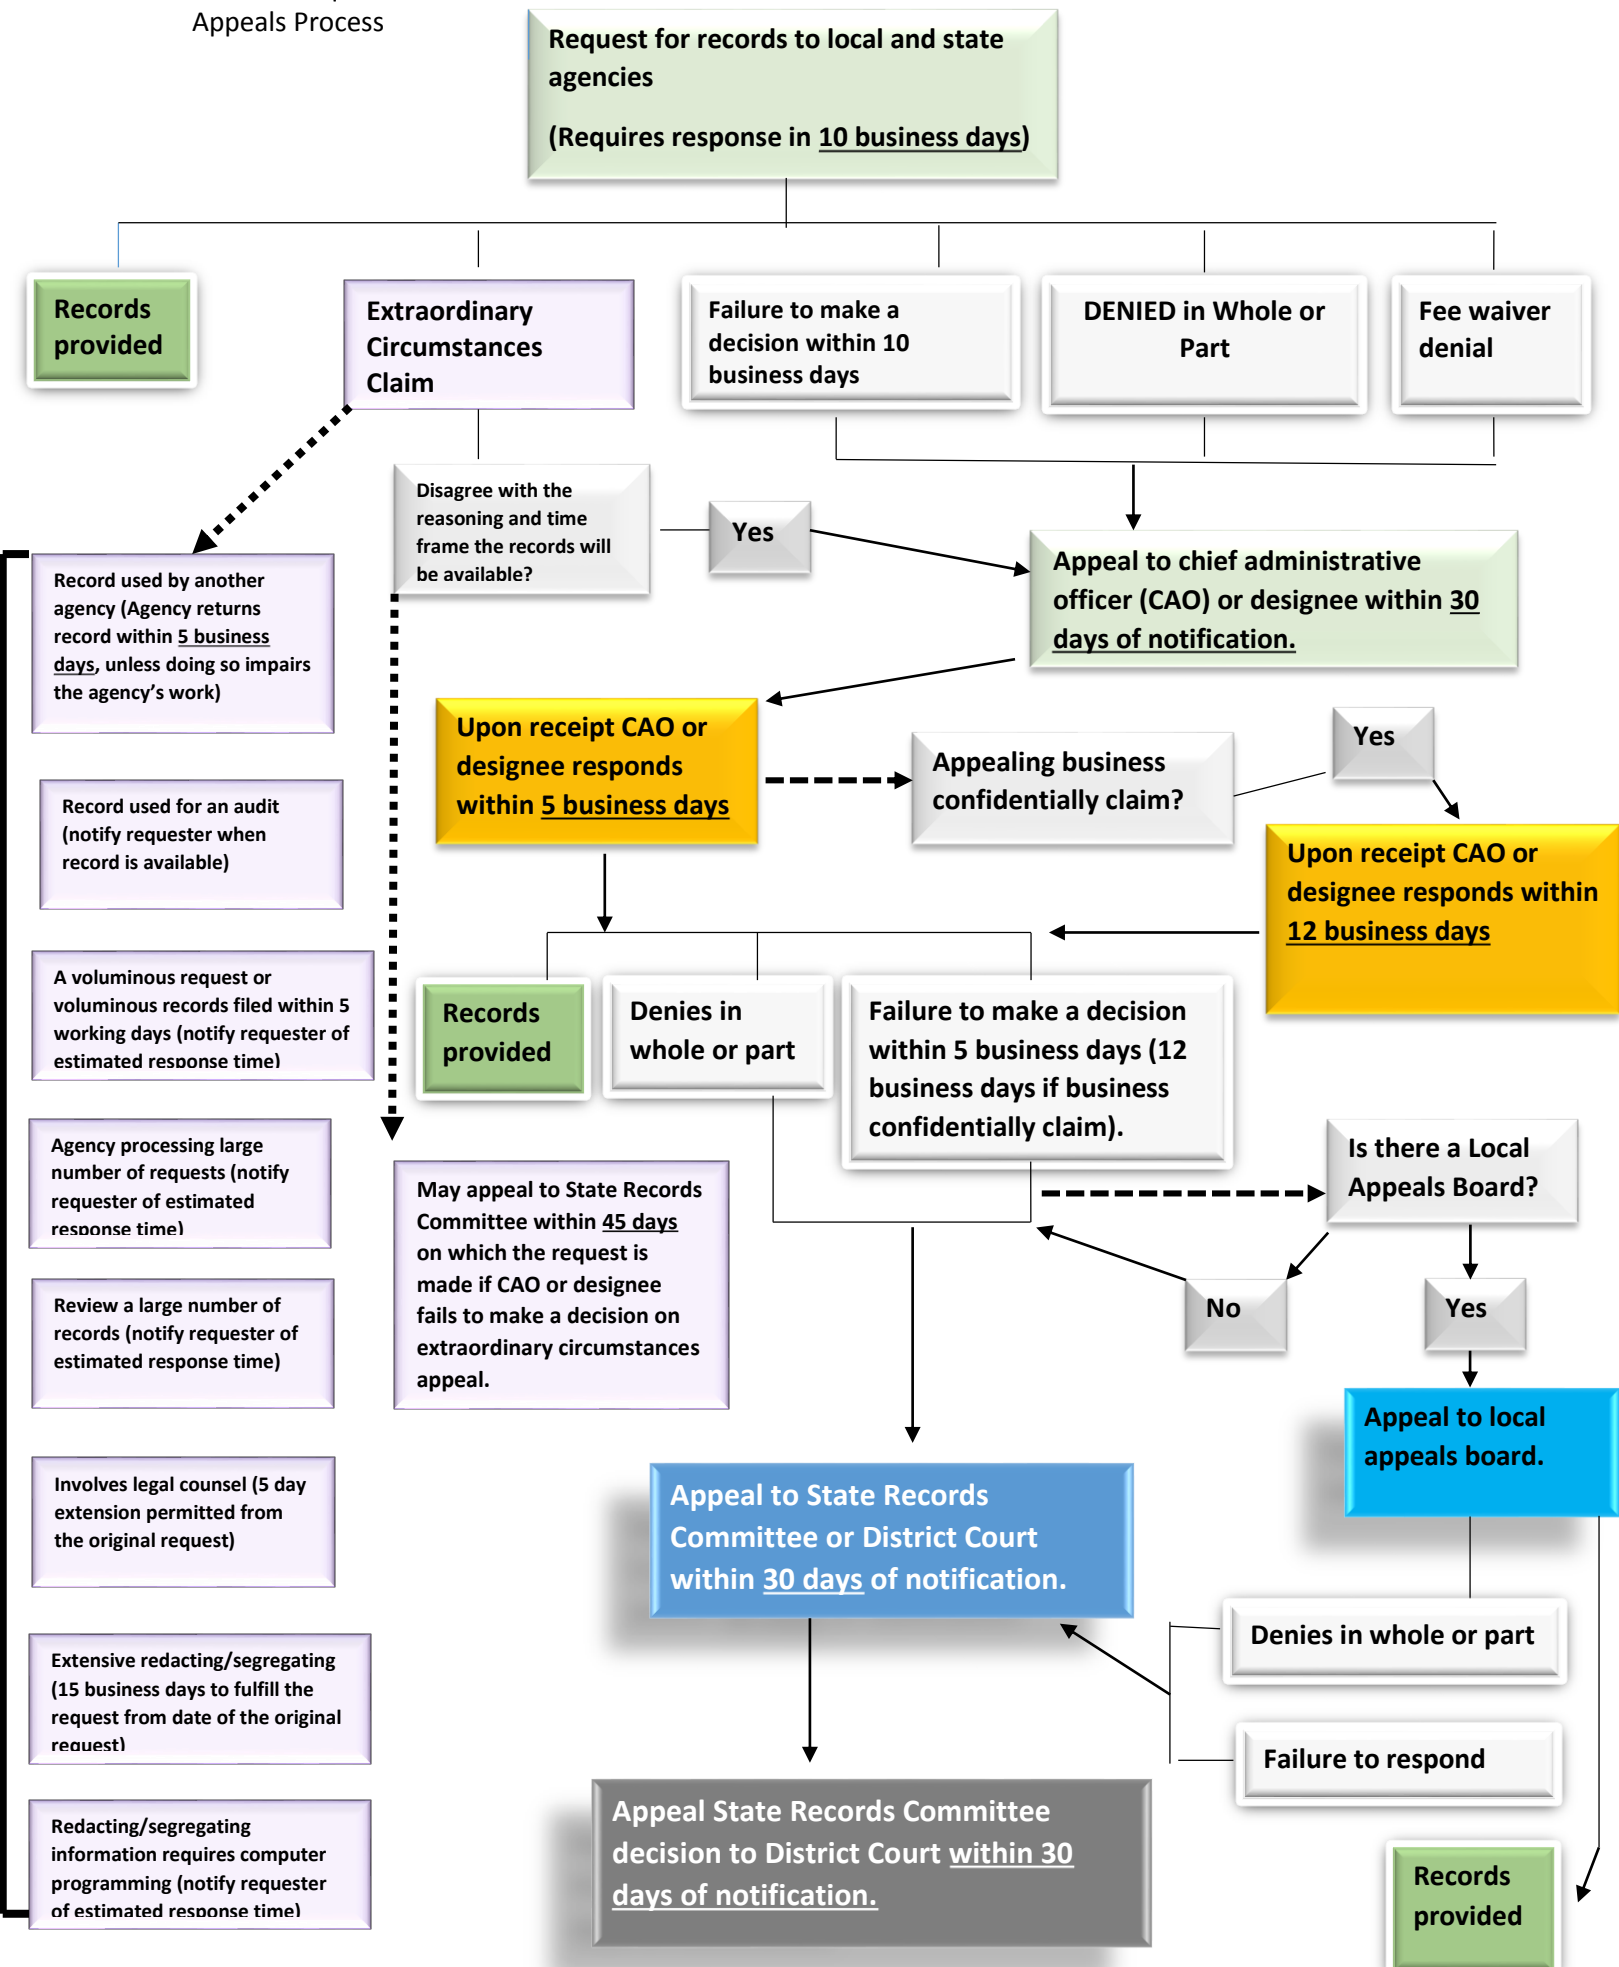 Appeals Process
Request for records to local and state
agencies
(Requires response in 10 business days)
Records
provided
Extraordinary
Circumstances
Claim
Failure to make a
decision within 10
business days
DENIED in Whole or
Part
Fee waiver
denial
Disagree with the
reasoning and time
frame the records will
be available?
Yes
Appeal to chief administrative
officer (CAO) or designee within 30
days of notification.
Record used by another
agency (Agency returns
record within 5 business
days, unless doing so impairs
the agency's work)
Upon receipt CAO or
designee responds
within 5 business days
Appealing business
confidentially claim?
Yes
Record used for an audit
(notify requester when
record is available)
Upon receipt CAO or
designee responds within
12 business days
A voluminous request or
voluminous records filed within 5
working days (notify requester of
estimated response time)
Records
provided
Denies in
whole or part
Failure to make a decision
within 5 business days (12
business days if business
confidentially claim).
Agency processing large
number of requests (notify
requester of estimated
response time)
May appeal to State Records
Committee within 45 days
on which the request is
made if CAO or designee
fails to make a decision on
extraordinary circumstances
appeal.
Is there a Local
Appeals Board?
No
Yes
Review a large number of
records (notify requester of
estimated response time)
Appeal to local
appeals board.
Involves legal counsel (5 day
extension permitted from
the original request)
Appeal to State Records
Committee or District Court
within 30 days of notification.
Denies in whole or part
Extensive redacting/segregating
(15 business days to fulfill the
request from date of the original
request)
Failure to respond
Appeal State Records Committee
decision to District Court within 30
days of notification.
Redacting/segregating
information requires computer
programming (notify requester
of estimated response time)
Records
provided